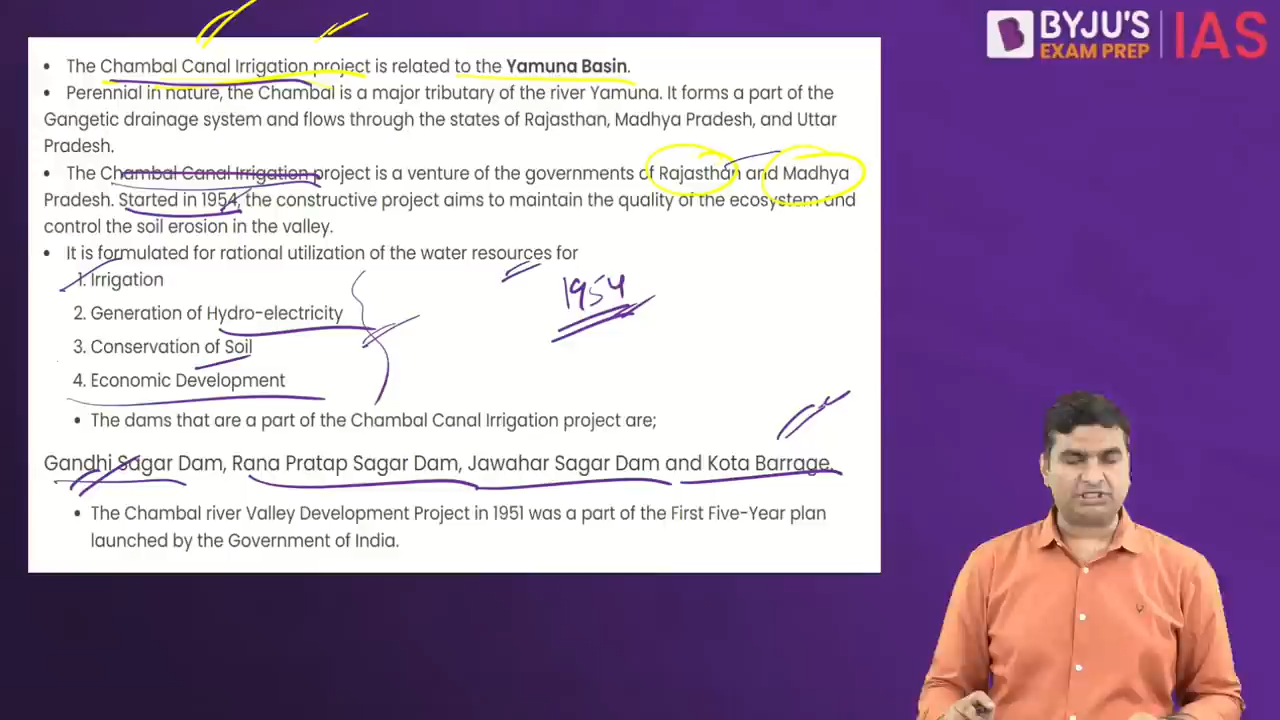 BYJU'S
EXAM PREP
IAS
• The Chambal Canal Irrigation project is related to the Yamuna Basin.
• Perennial in nature, the Chambal is a major tributary of the river Yamuna. It forms a part of the
Gangetic drainage system and flows through the states of Rajasthan, Madhya Pradesh, and Uttar
Pradesh.
• The Chambal Canal Irrigation project is a venture of the governments of Rajasthan and Madhya
Pradesh. Started in 1954, the constructive project aims to maintain the quality of the ecosystem and
control the soil erosion in the valley.
• It is formulated for rational utilization of the water resources for
1. Irrigation
1954
2. Generation of Hydro-electricity
3. Conservation of Soil
4. Economic Development
• The dams that are a part of the Chambal Canal Irrigation project are;
Gandhi Sagar Dam, Rana Pratap Sagar Dam, Jawahar Sagar Dam and Kota Barrage.
• The Chambal river Valley Development Project in 1951 was a part of the First Five-Year plan
launched by the Government of India.